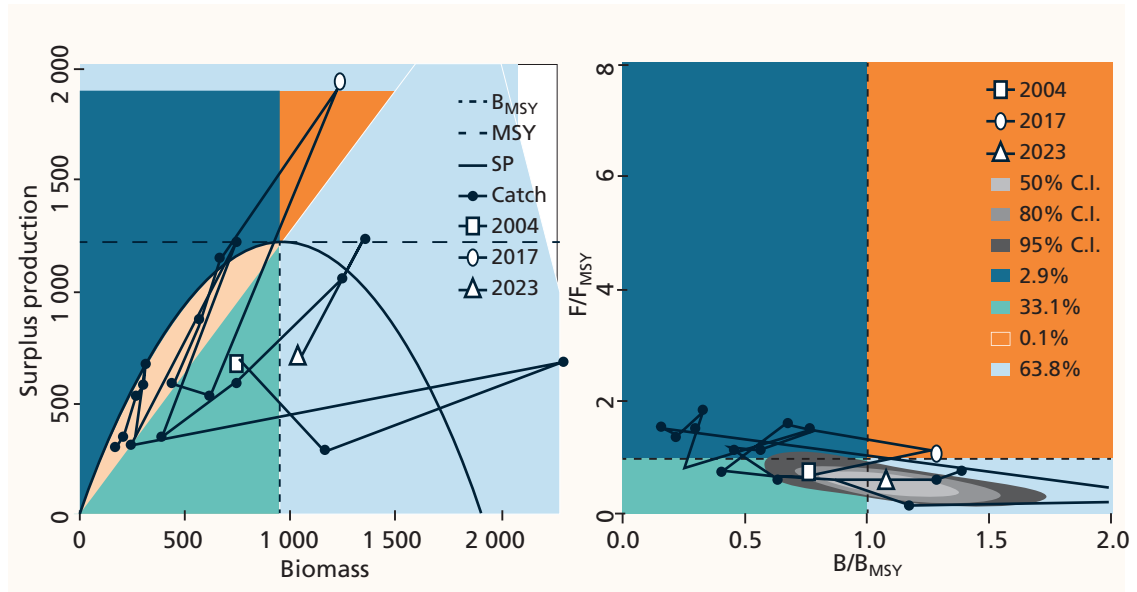 Surplus production
2 000
1 500
1 000
500
0
0
500
1 000
1 500
2 000
Biomass
BMSY
MSY
SP
Catch
2004
2017
2023
F/FMSY
8
6
4
2
0
0.0
0.5
1.0
1.5
2.0
B/BMSY
2004
2017
2023
50% C.I.
80% C.I.
95% C.I.
2.9%
33.1%
0.1%
63.8%